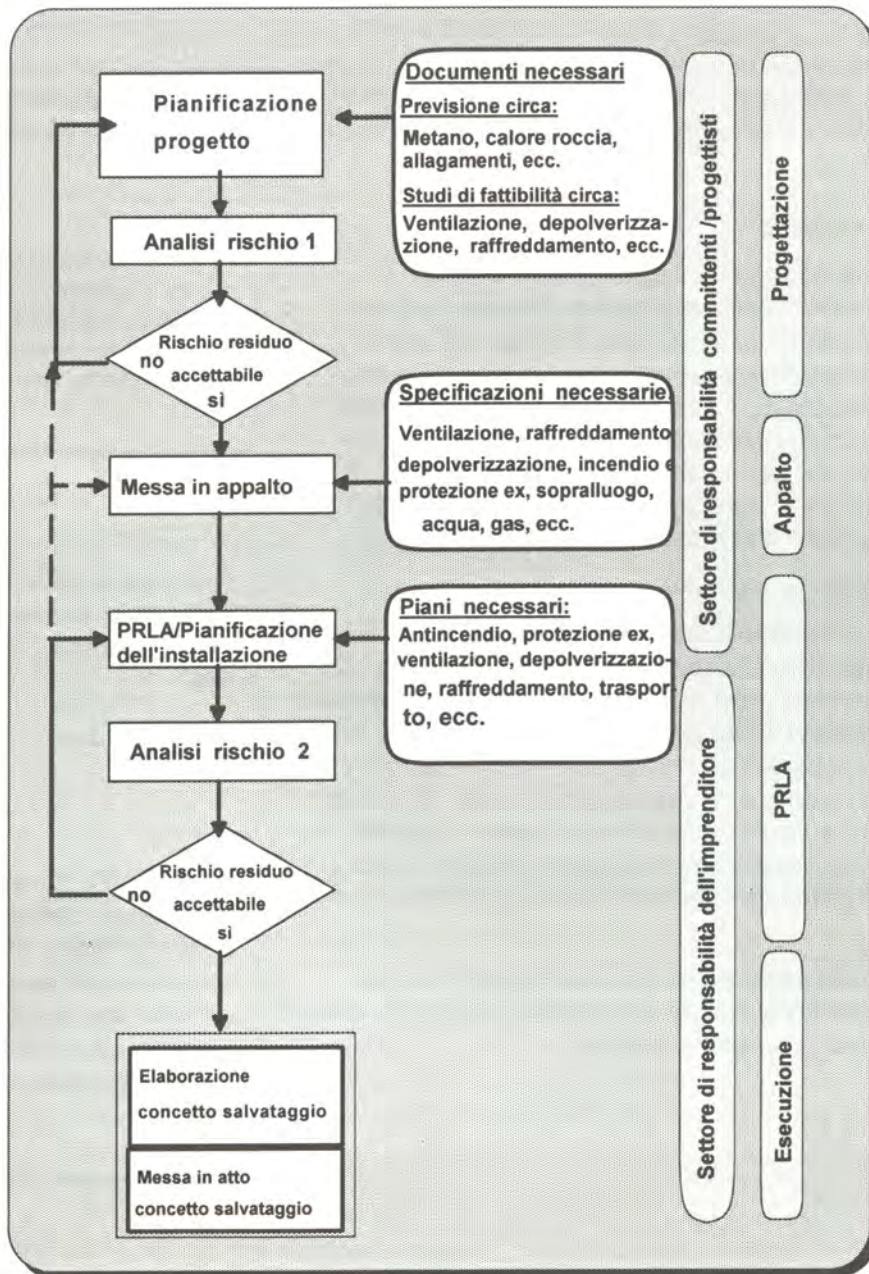 Pianificazione
progetto
Documenti necessari
Previsione circa:
Metano, calore roccia,
allagamenti, ecc.
Studi di fattibilità circa:
Ventilazione, depolverizza-
zione, raffreddamento, ecc.
Analisi rischio 1
Rischio residuo
no
accettabile
sì
Specificazioni necessarie
Ventilazione, raffreddamento
depolverizzazione, incendio e
protezione ex, sopralluogo,
acqua, gas, ecc.
Messa in appalto
Piani necessari:
Antincendio, protezione ex,
ventilazione, depolverizzazio-
ne, raffreddamento, traspor-
to, ecc.
PRLA/Pianificazione
dell'installazione
Analisi rischio 2
Rischio residuo
no
accettabile
sì
Elaborazione
concetto salvataggio
Messa in atto
concetto salvataggio
Settore di responsabilità committenti /progettisti
Settore di responsabilità dell'imprenditore
Progettazione
Appalto
PRLA
Esecuzione